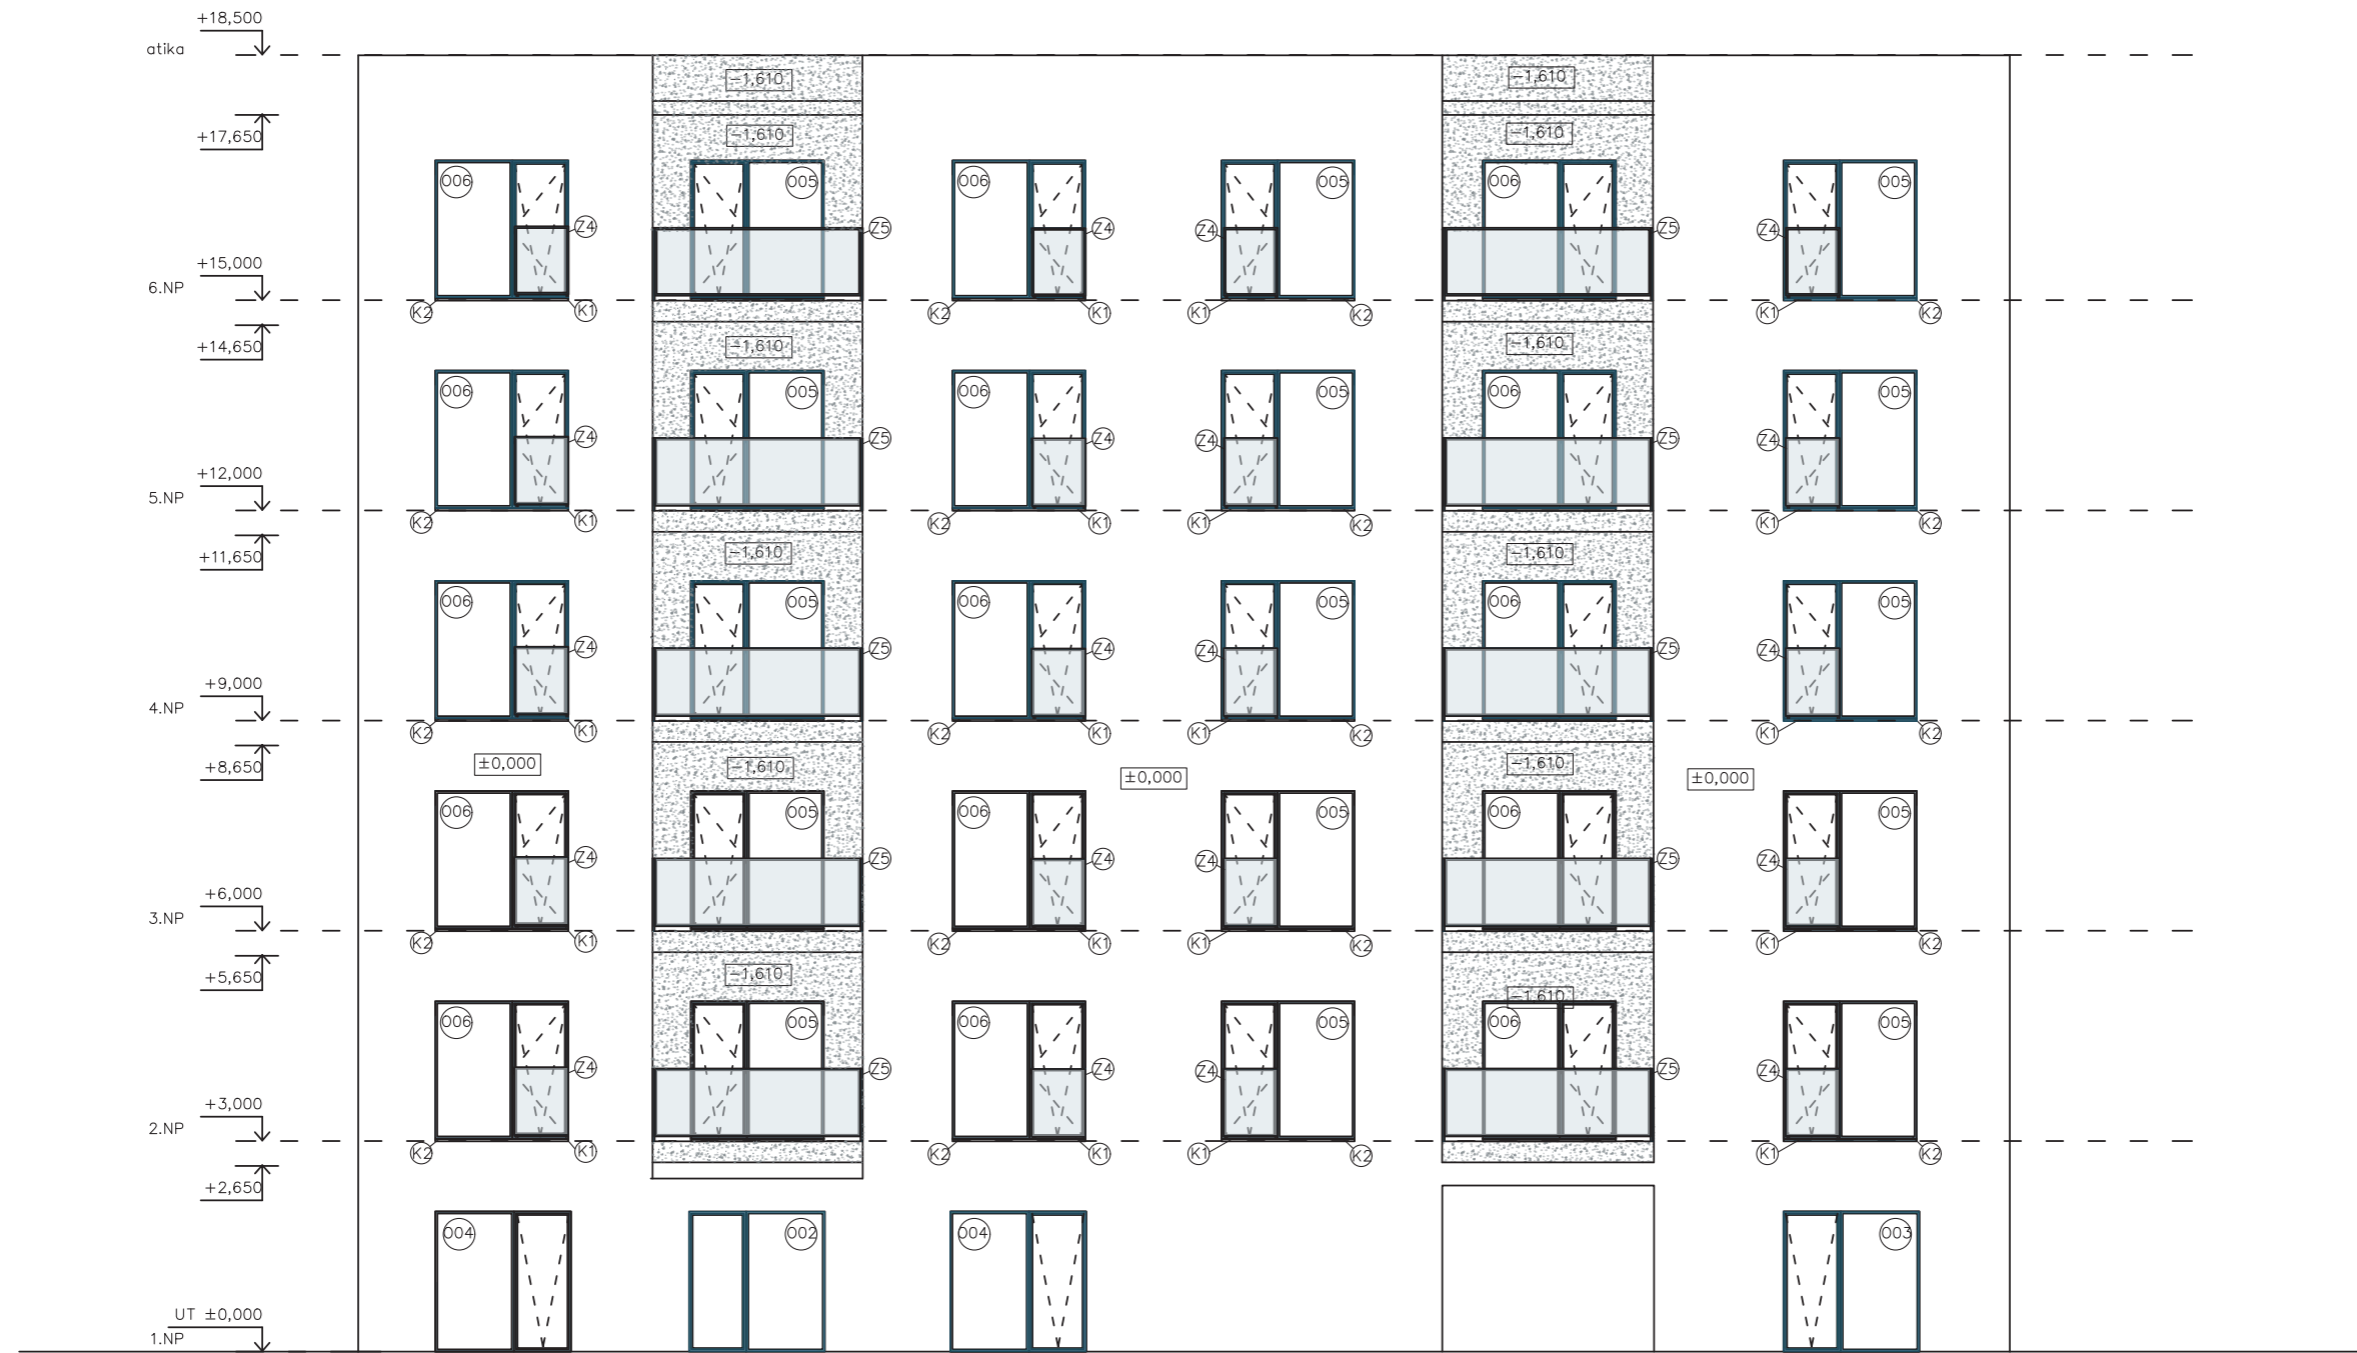 +18,500
atika
-1,610 -1,610
+17,650
-1,610 -1,610
006 005 006 005 006 005
Z4 Z5 Z4 Z4 Z5 Z4
+15,000
6.NP
K2 K1 K2 K1 K1 K2 K1 K2
+14,650
-1,610 -1,610
006 005 006 005 006 005
Z4 Z5 Z4 Z4 Z5 Z4
+12,000
5.NP
K2 K1 K2 K1 K1 K2 K1 K2
+11,650
-1,610 -1,610
006 005 006 005 006 005
Z4 Z5 Z4 Z4 Z5 Z4
+9,000
4.NP
K2 K1 K2 K1 K1 K2 K1 K2
+8,650
±0,000 -1,610 ±0,000 -1,610 ±0,000
006 005 006 005 006 005
Z4 Z5 Z4 Z4 Z5 Z4
+6,000
3.NP
K2 K1 K2 K1 K1 K2 K1 K2
+5,650
-1,610 -1,610
006 005 006 005 006 005
Z4 Z5 Z4 Z4 Z5 Z4
+3,000
2.NP
K2 K1 K2 K1 K1 K2 K1 K2
+2,650
004 002 004 003
UT ±0,000
1.NP